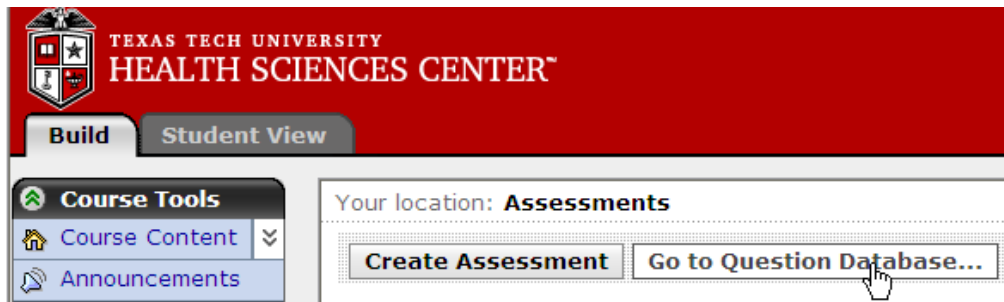 TEXAS TECH UNIVERSITY
HEALTH SCIENCES CENTER™
Build
Student View
Course Tools
Course Content
Announcements
Your location: Assessments
Create Assessment
Go to Question Database...